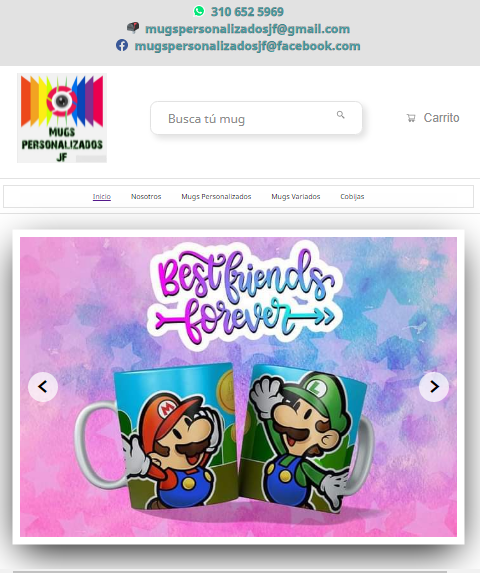 310 652 5969
mugspersonalizadosjf@gmail.com
mugspersonalizadosjf@facebook.com
MUGS
PERSONALIZADOS
JF
Busca tú mug
Carrito
Inicio Nosotros Mugs Personalizados Mugs Variados Cobijas
Best friends
forever
M
L